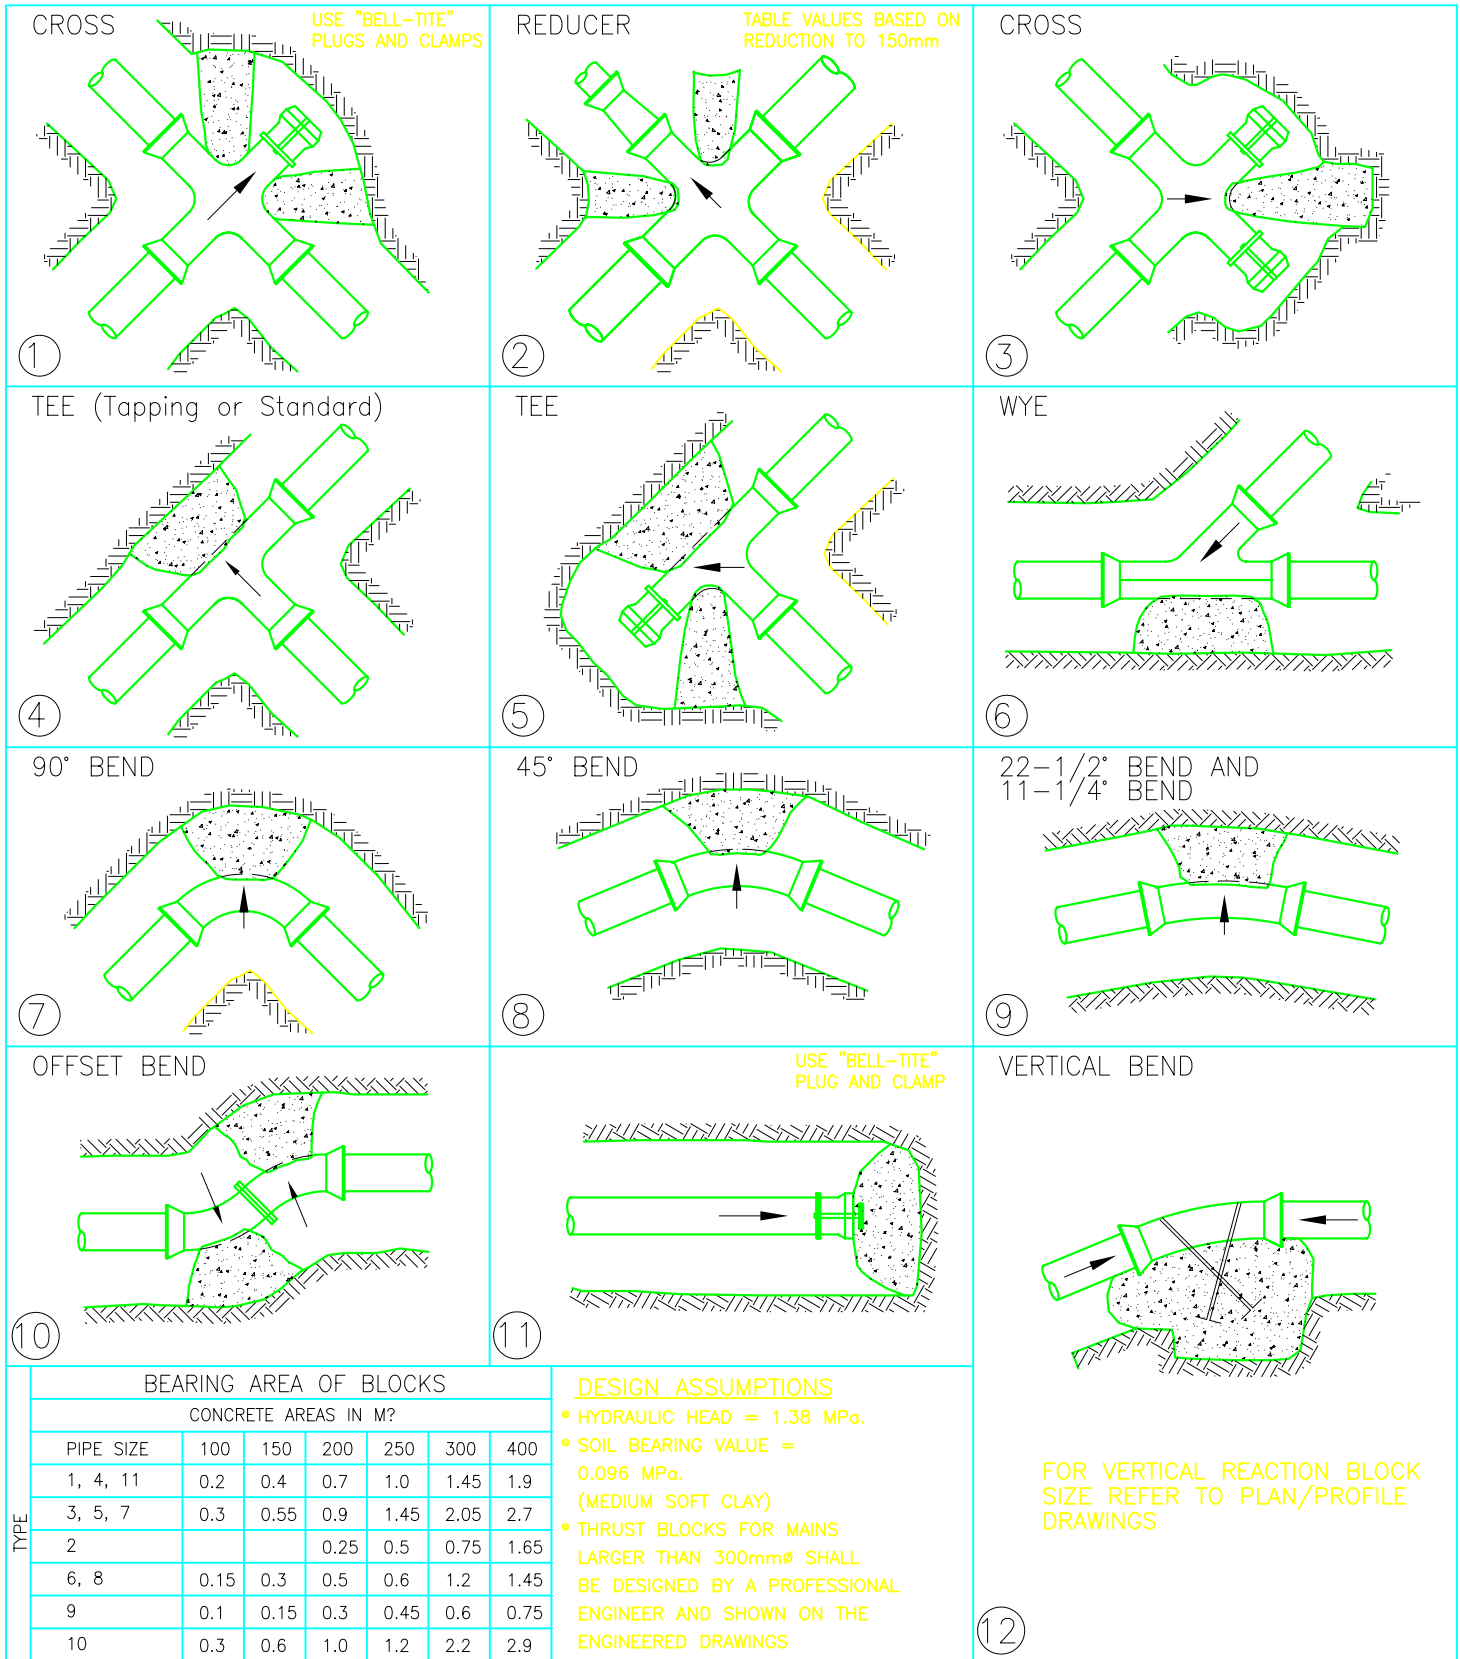 CROSS
USE "BELL-TITE"
PLUGS AND CLAMPS
1
REDUCER
TABLE VALUES BASED ON
REDUCTION TO 150mm
2
CROSS
3
TEE (Tapping or Standard)
4
TEE
5
WYE
6
90° BEND
7
45° BEND
8
22-1/2° BEND AND
11-1/4° BEND
9
OFFSET BEND
10
USE "BELL-TITE"
PLUG AND CLAMP
11
VERTICAL BEND
FOR VERTICAL REACTION BLOCK
SIZE REFER TO PLAN/PROFILE
DRAWINGS
12
BEARING AREA OF BLOCKS
CONCRETE AREAS IN M?
TYPE
PIPE SIZE 100 150 200 250 300 400
1, 4, 11 0.2 0.4 0.7 1.0 1.45 1.9
3, 5, 7 0.3 0.55 0.9 1.45 2.05 2.7
2 0.25 0.5 0.75 1.65
6, 8 0.15 0.3 0.5 0.6 1.2 1.45
9 0.1 0.15 0.3 0.45 0.6 0.75
10 0.3 0.6 1.0 1.2 2.2 2.9
DESIGN ASSUMPTIONS
* HYDRAULIC HEAD = 1.38 MPa.
* SOIL BEARING VALUE =
0.096 MPa.
(MEDIUM SOFT CLAY)
* THRUST BLOCKS FOR MAINS
LARGER THAN 300mmø SHALL
BE DESIGNED BY A PROFESSIONAL
ENGINEER AND SHOWN ON THE
ENGINEERED DRAWINGS